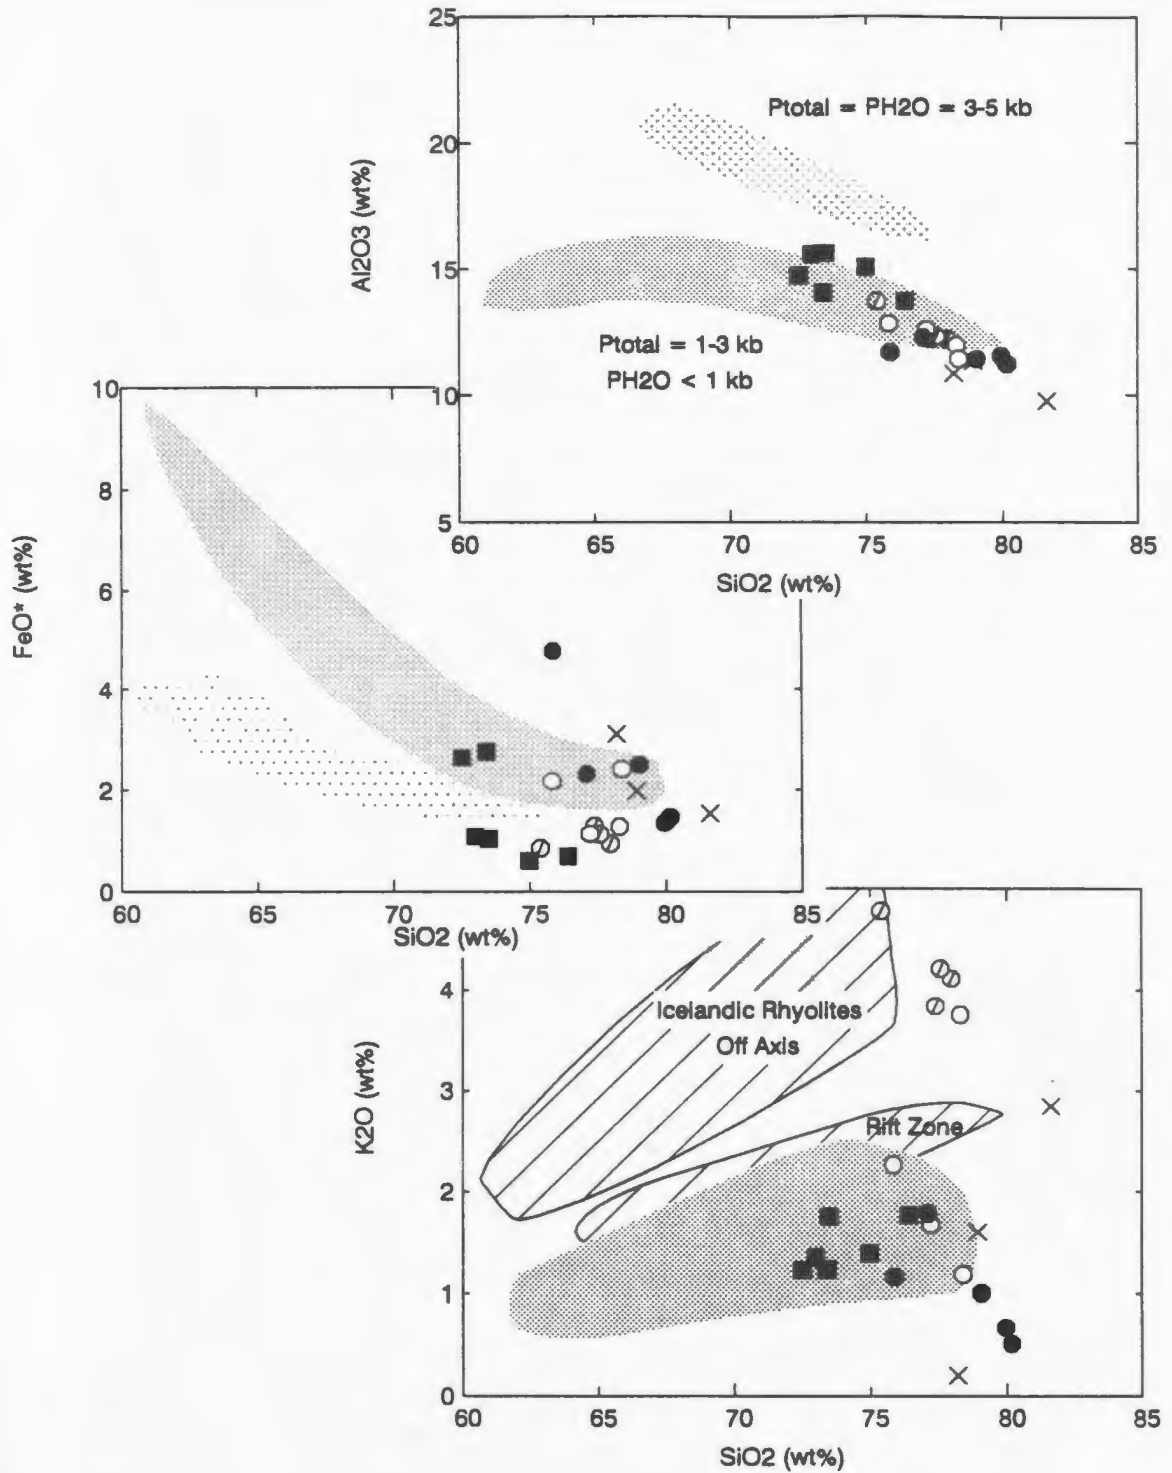 25
20
15
10
5
Al2O3 (wt%)
Ptotal = PH2O = 3-5 kb
Ptotal = 1-3 kb
PH2O < 1 kb
60 65 70 75 80 85
SiO2 (wt%)
10
8
6
4
2
0
FeO* (wt%)
60 65 70 75 80 85
SiO2 (wt%)
4
3
2
1
0
K2O (wt%)
Icelandic Rhyolites
Off Axis
Rift Zone
60 65 70 75 80 85
SiO2 (wt%)